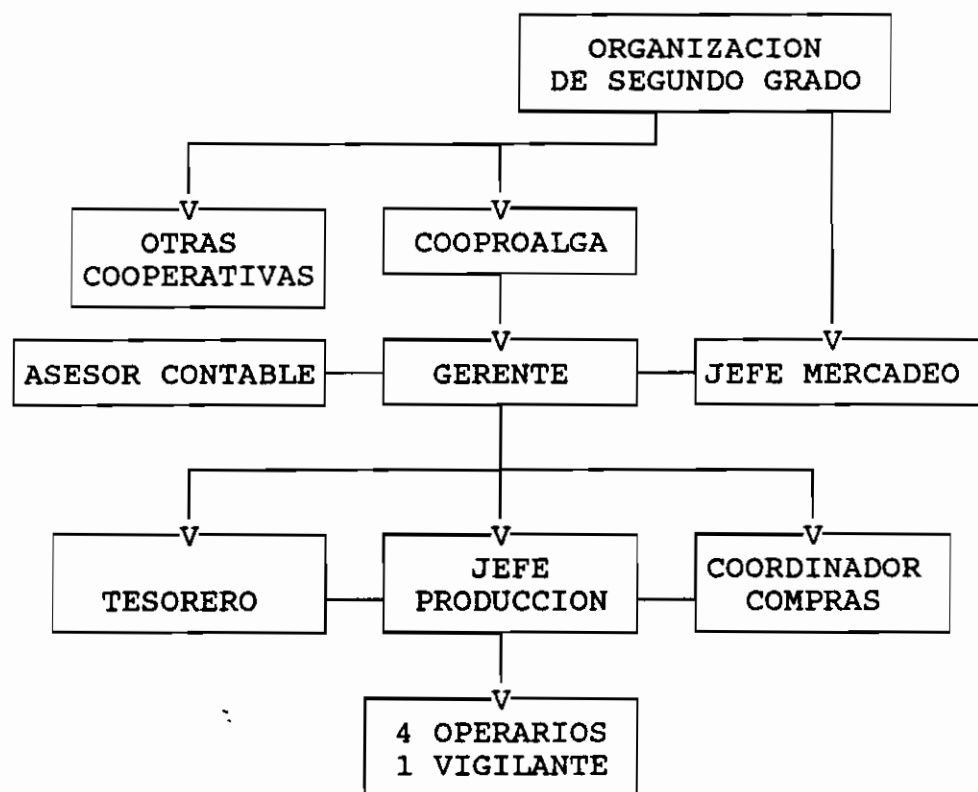 ORGANIZACION
DE SEGUNDO GRADO
OTRAS
COOPERATIVAS
COOPROALGA
ASESOR CONTABLE
GERENTE
JEFE MERCADEO
TESORERO
JEFE
PRODUCCION
COORDINADOR
COMPRAS
4 OPERARIOS
1 VIGILANTE